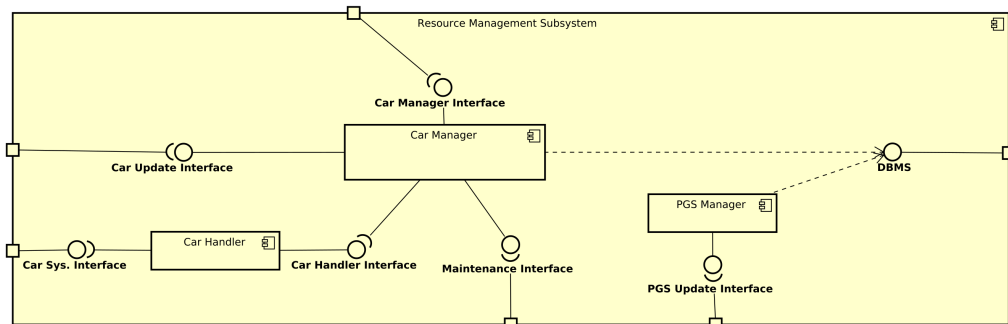 Resource Management Subsystem
Car Manager Interface
Car Manager
Car Update Interface
DBMS
PGS Manager
Car Handler
Car Sys. Interface
Car Handler Interface
Maintenance Interface
PGS Update Interface